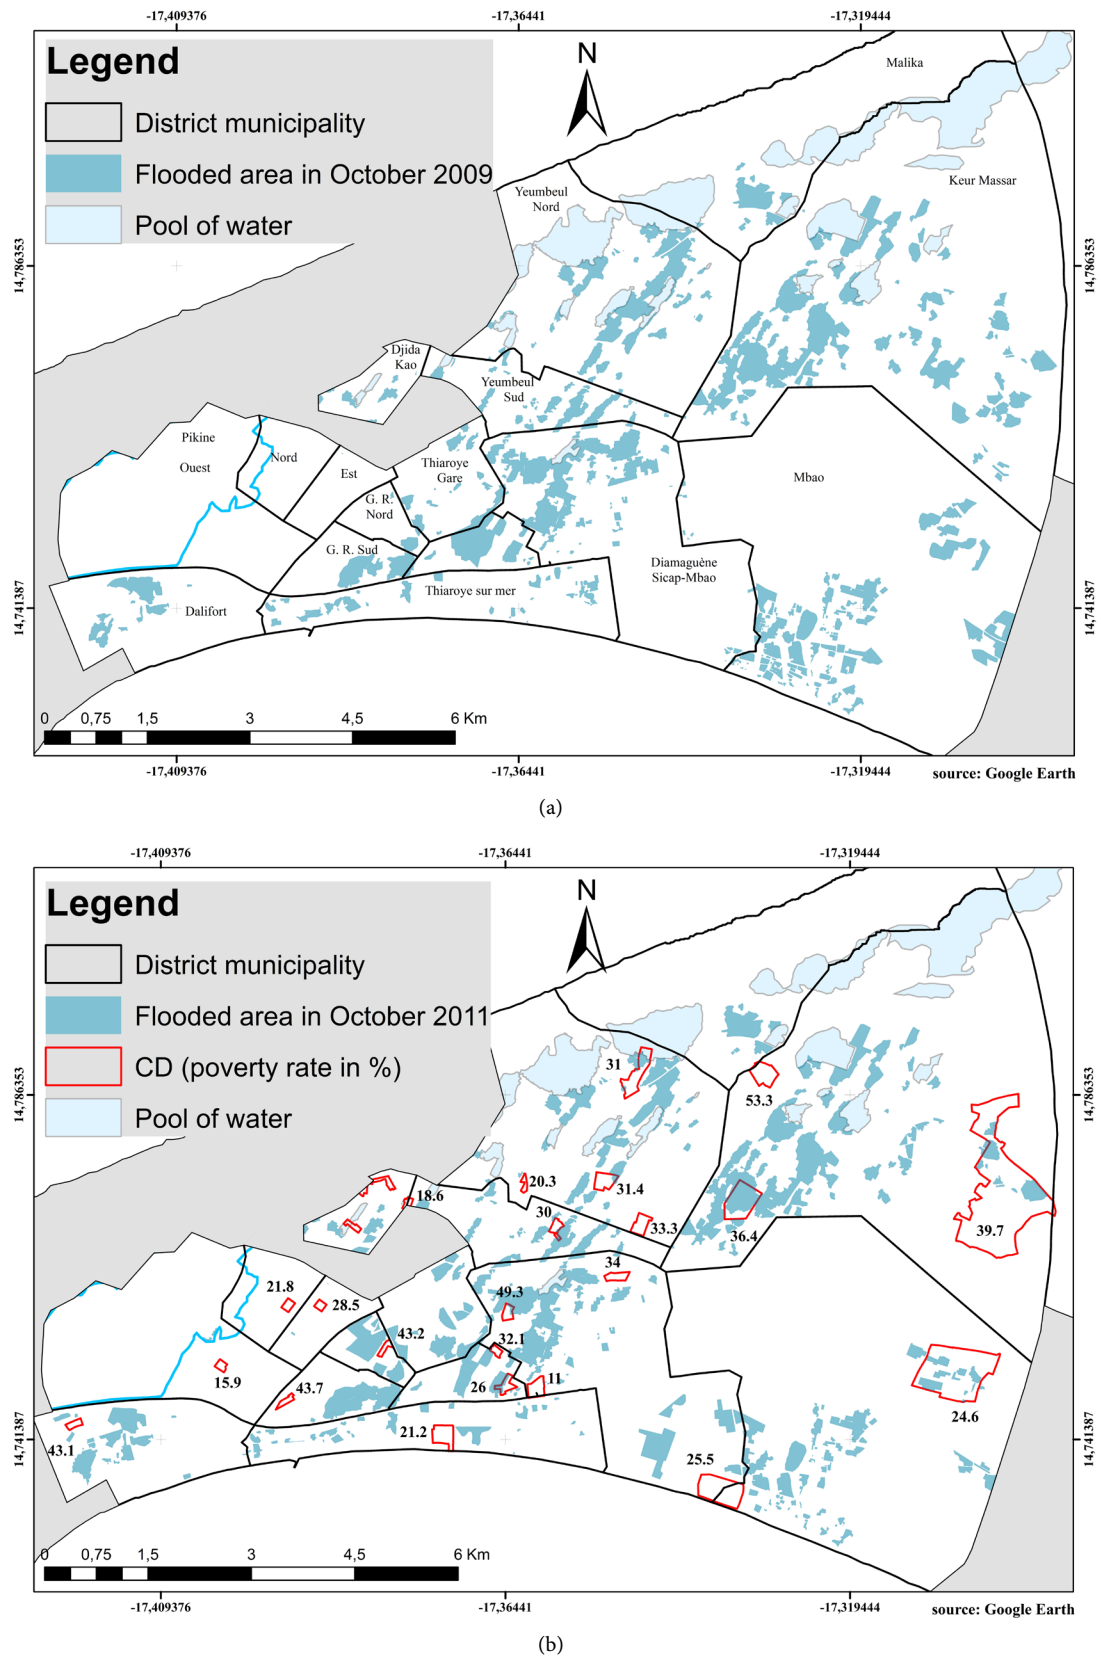 -17,409376 -17,36441 -17,319444
Legend
District municipality
Flooded area in October 2009
Pool of water
N
Malika
Keur Massar
Yeumbeul
Nord
14,786353 14,786353
Djida
Kao
Yeumbeul
Sud
Pikine
Ouest
Nord
Est
Thiaroye
Gare
G. R.
Nord
Mbao
G. R. Sud
Diamaguène
Sicap-Mbao
Thiaroye sur mer
Dalifort
14,741387 14,741387
0 0,75 1,5 3 4,5 6 Km
-17,409376 -17,36441 -17,319444
source: Google Earth
(a)
-17,409376 -17,36441 -17,319444
Legend
District municipality
Flooded area in October 2011
CD (poverty rate in %)
Pool of water
N
31
53.3
14,786353 14,786353
20.3
31.4
18.6
30
33.3
36.4
39.7
34
21.8
28.5
49.3
43.2
32.1
15.9
43.7
26
11
24.6
43.1
21.2
25.5
14,741387 14,741387
0 0,75 1,5 3 4,5 6 Km
-17,409376 -17,36441 -17,319444
source: Google Earth
(b)